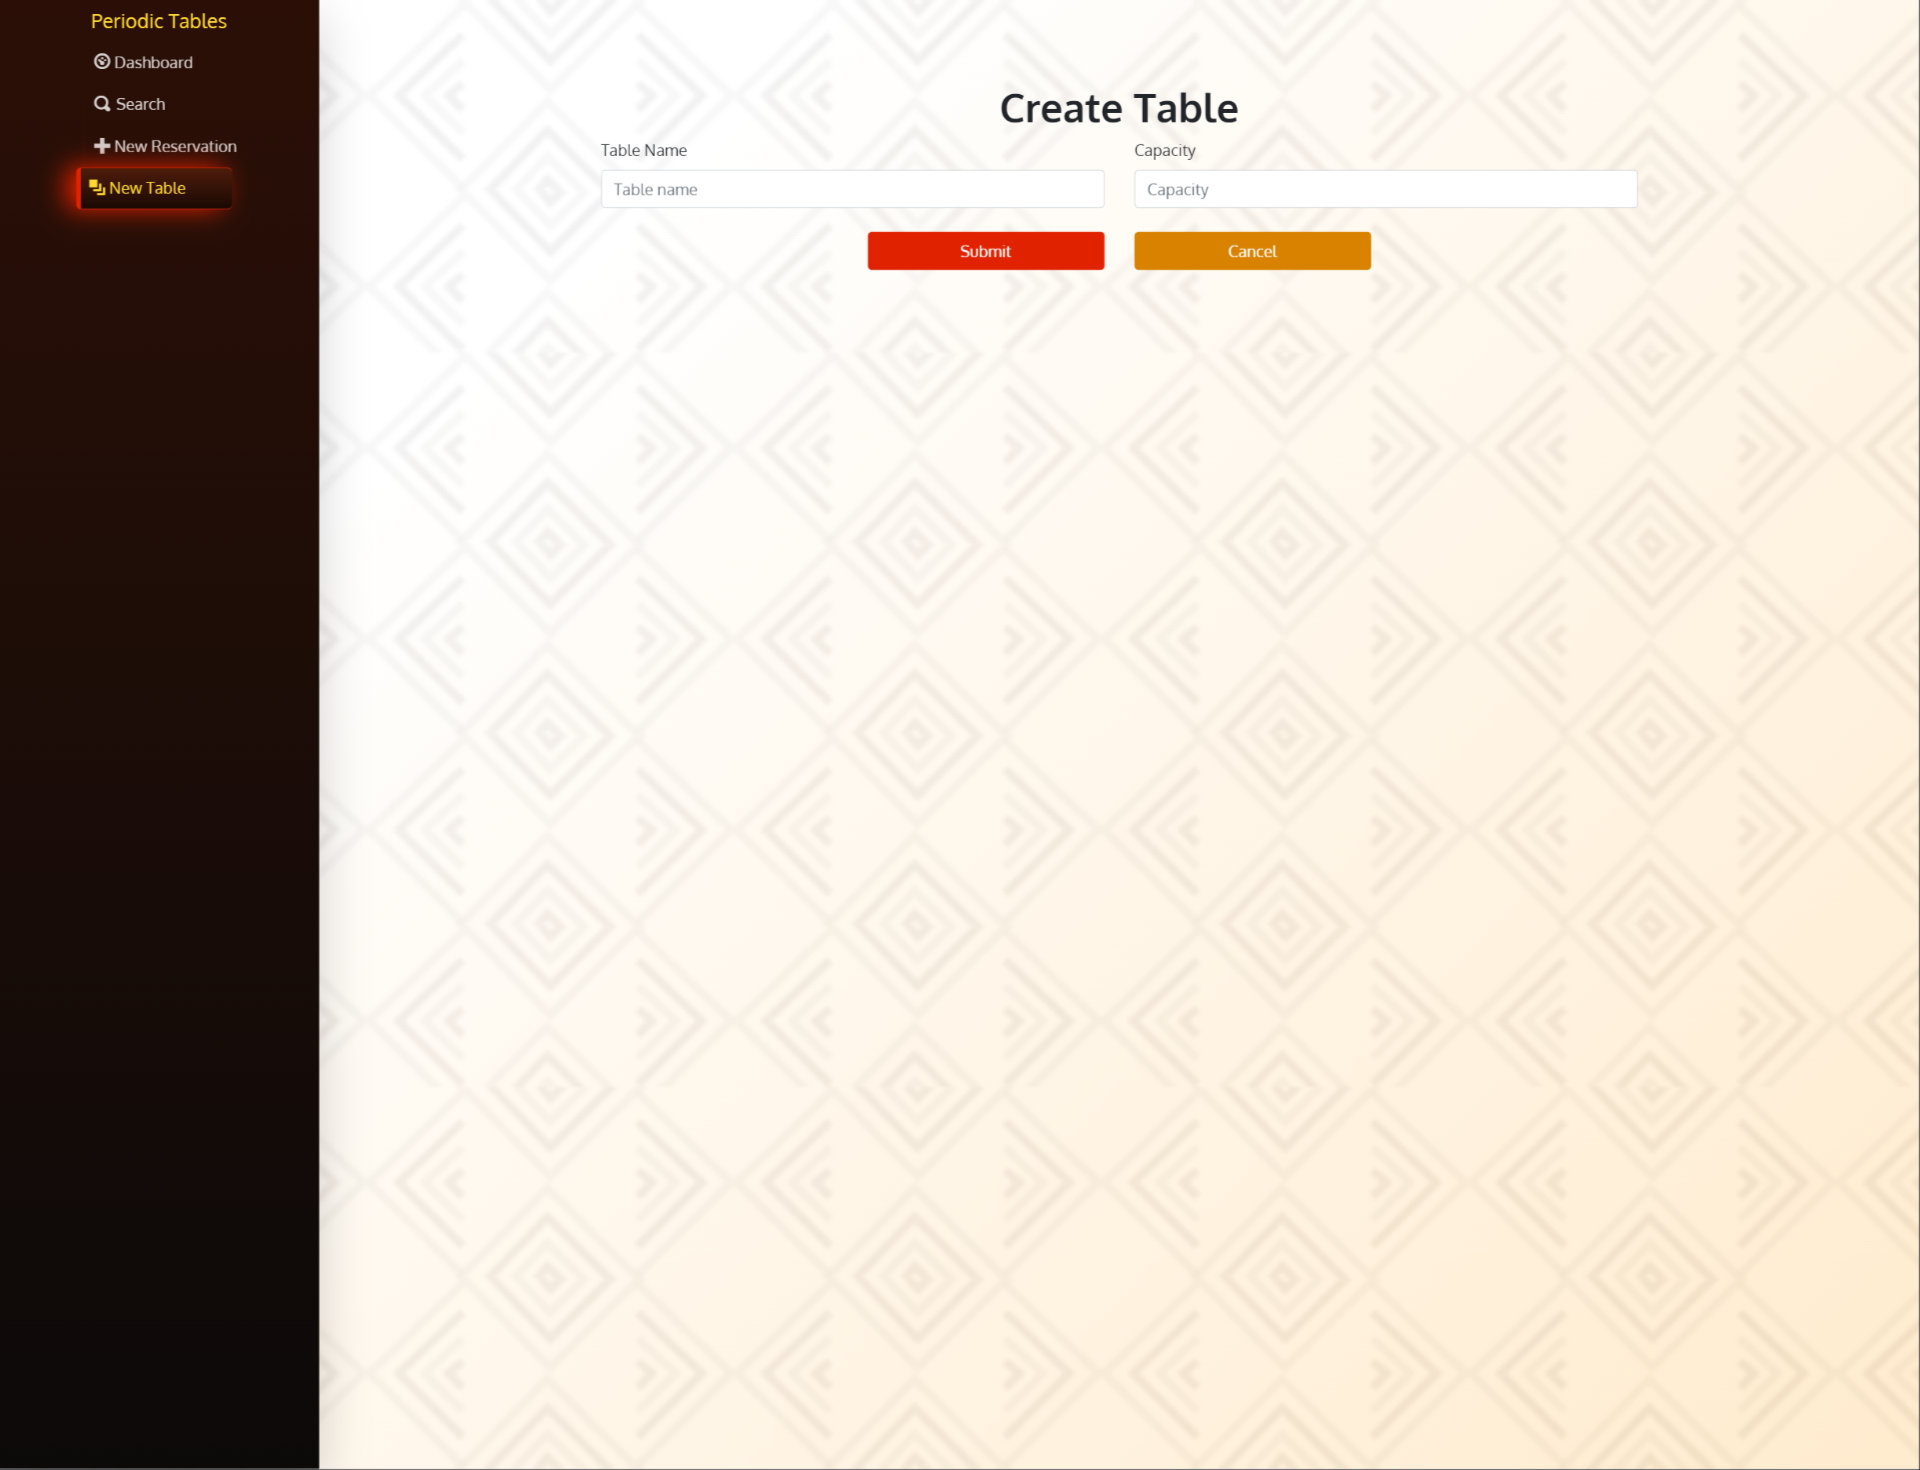 Periodic Tables
Dashboard
Search
New Reservation
New Table
Create Table
Table Name
Capacity
Table name
Capacity
Submit
Cancel